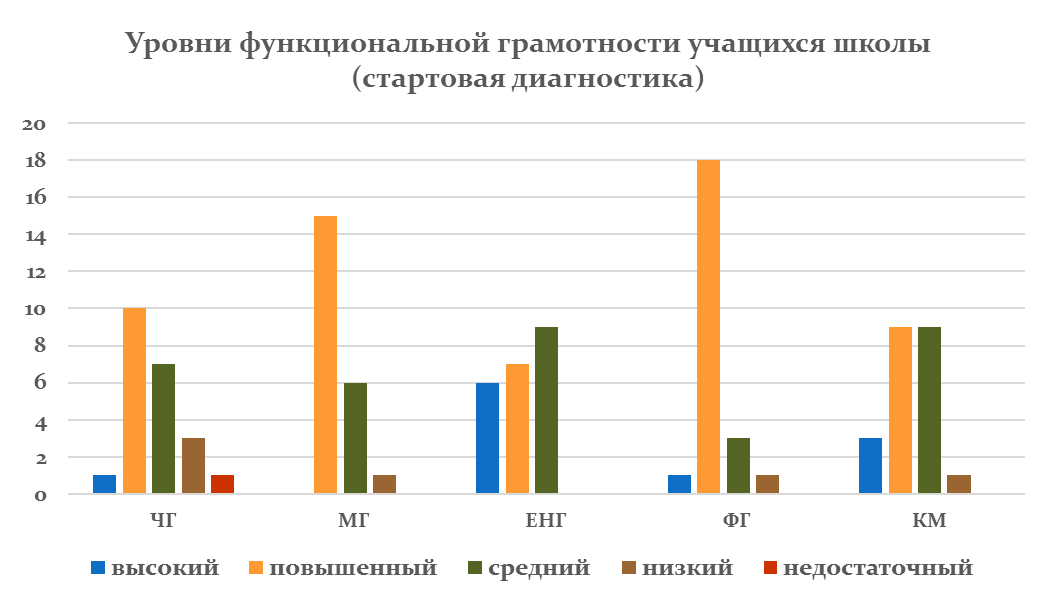 Уровни функциональной грамотности учащихся школы
(стартовая диагностика)
20
18
16
14
12
10
8
6
4
2
0
ЧГ МГ ЕНГ ФГ КМ
высокий повышенный средний низкий недостаточный